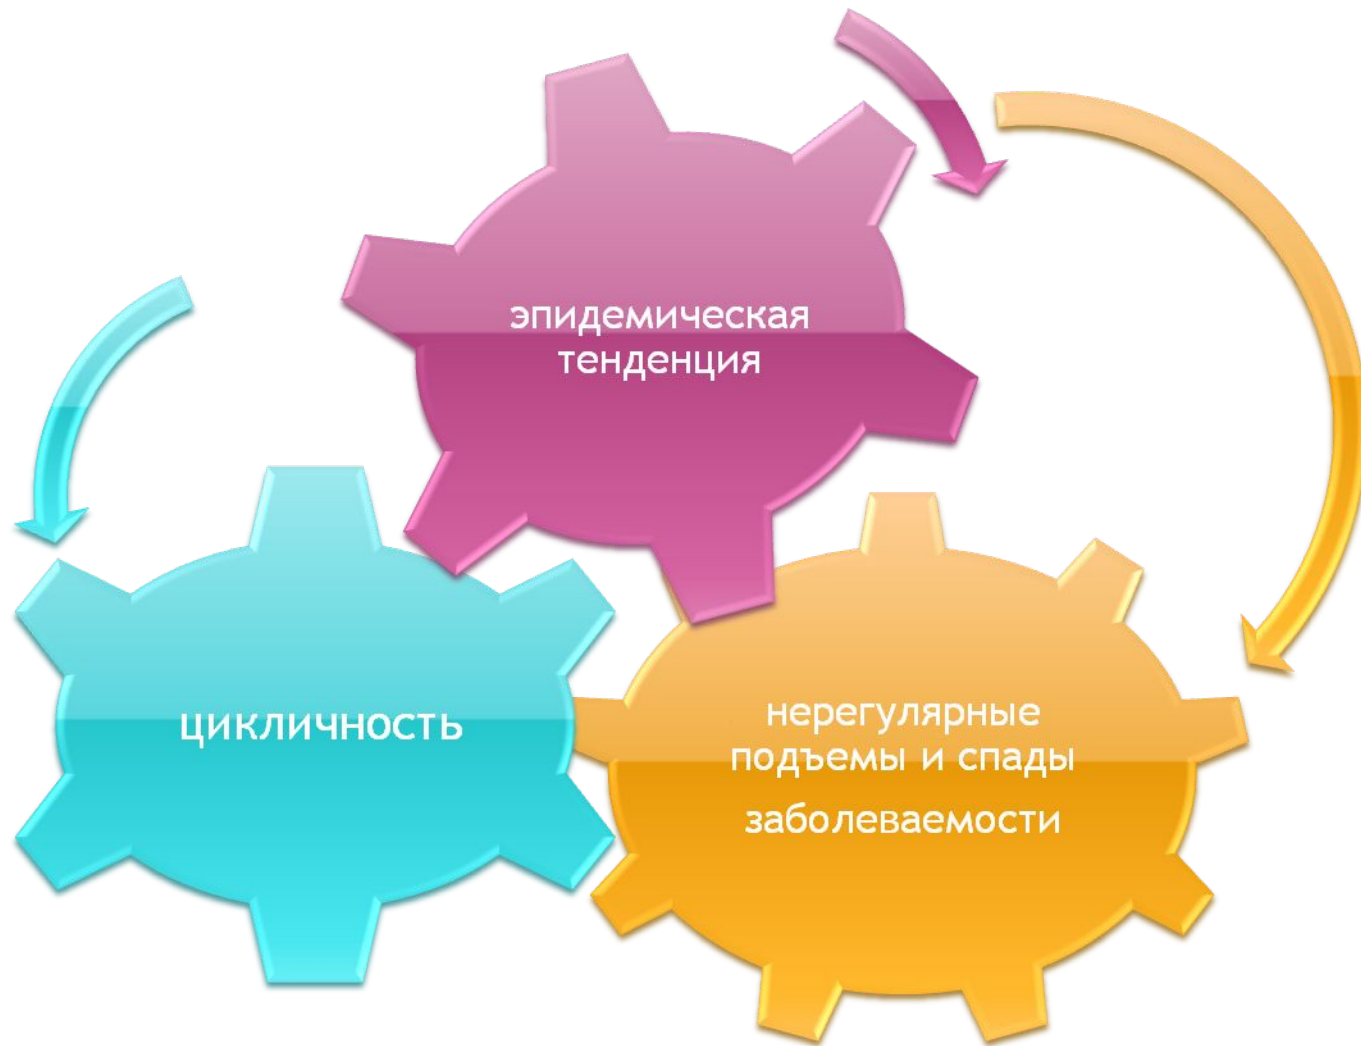 эпидемическая
тенденция
цикличность
нерегулярные
подъемы и спады
заболеваемости